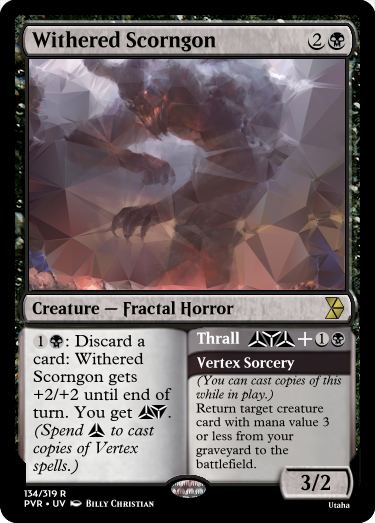 Withered Scorngon 2
Creature — Fractal Horror
1 : Discard a
card: Withered
Scorngon gets
+2/+2 until end of
turn. You get .
(Spend to cast
copies of Vertex
spells.)
Thrall + 1
Vertex Sorcery
(You can cast copies of this
while in play.)
Return target creature
card with mana value 3
or less from your
graveyard to the
battlefield.
3/2
134/319 R
PVR • UV Billy Christian
Utaha